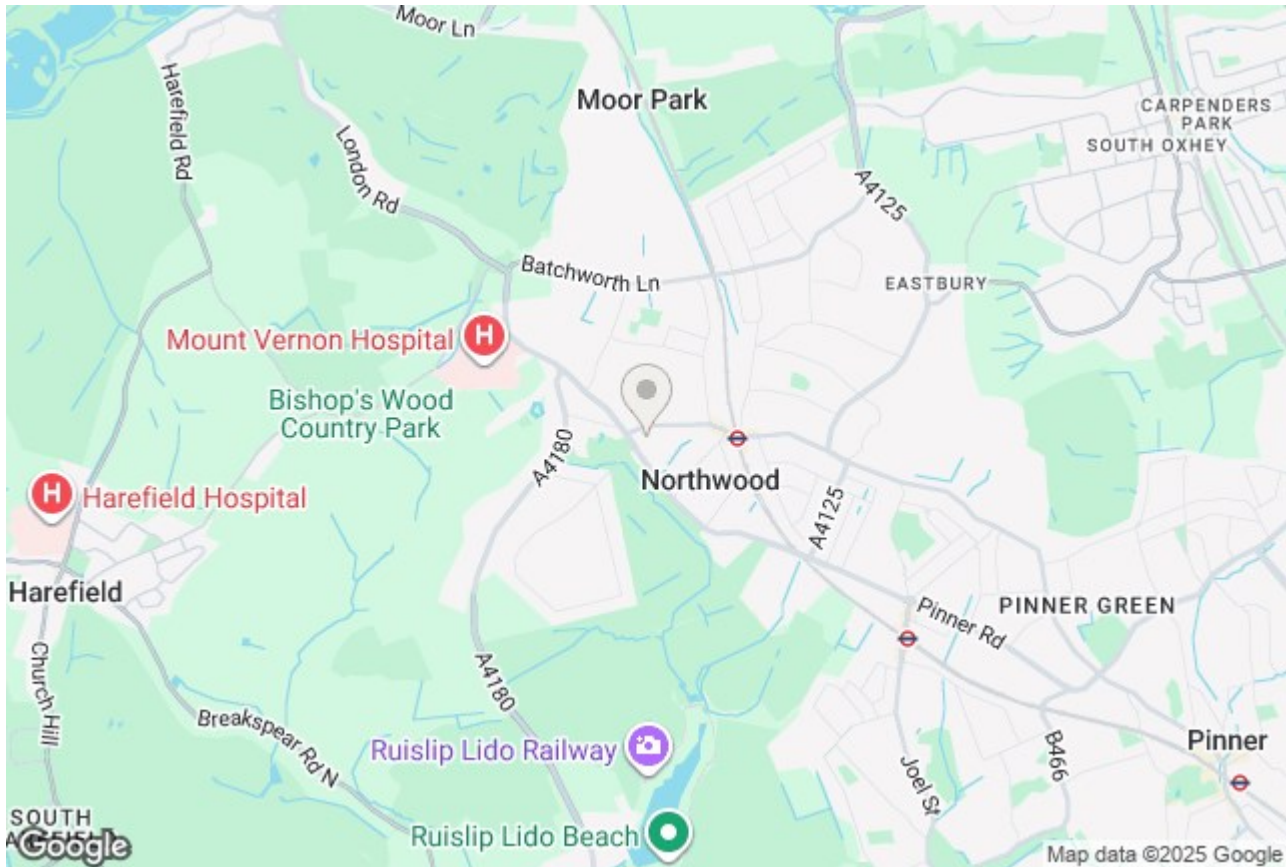 Moor Ln
Harefield Rd
Moor Park
CARPENDERS
PARK
SOUTH OXHEY
London Rd
A4125
Batchworth Ln
EASTBURY
Mount Vernon Hospital
H
Bishop's Wood
Country Park
A4180
Northwood
H
Harefield Hospital
A4125
Harefield
PINNER GREEN
Pinner Rd
Church Hill
A4180
Breakspear Rd N
Ruislip Lido Railway
Joel St
B466
Pinner
SOUTH
Ruislip Lido Beach
Google
Map data ©2025 Google